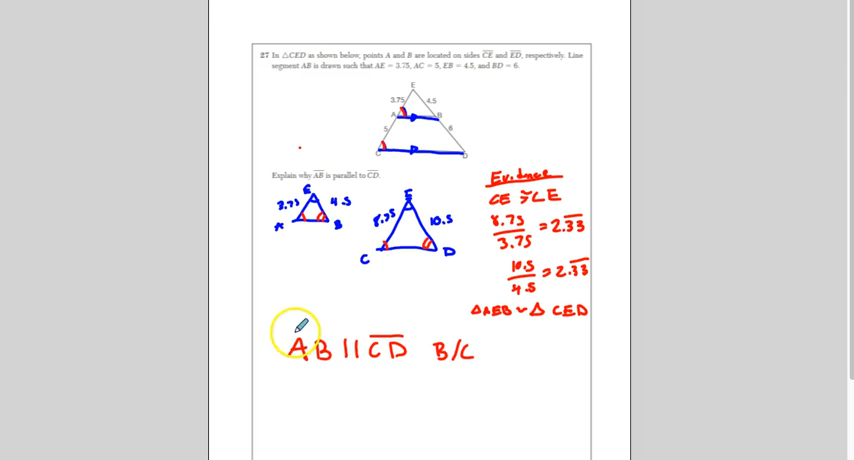 27 In △CED as shown below, points A and B are located on sides CE and ED, respectively. Line
segment AB is drawn such that AE = 3.75, AC = 5, EB = 4.5, and BD = 6.
E
3.75 4.5
A B
5 6
C D
Explain why AB is parallel to CD.
E
3.75 4.5
A B
E
8.75 10.5
C D
Evidence
CE ≅ CE
8.75/3.75 = 2.33
10.5/4.5 = 2.33
△AEB ~ △ CED
AB || CD B/C